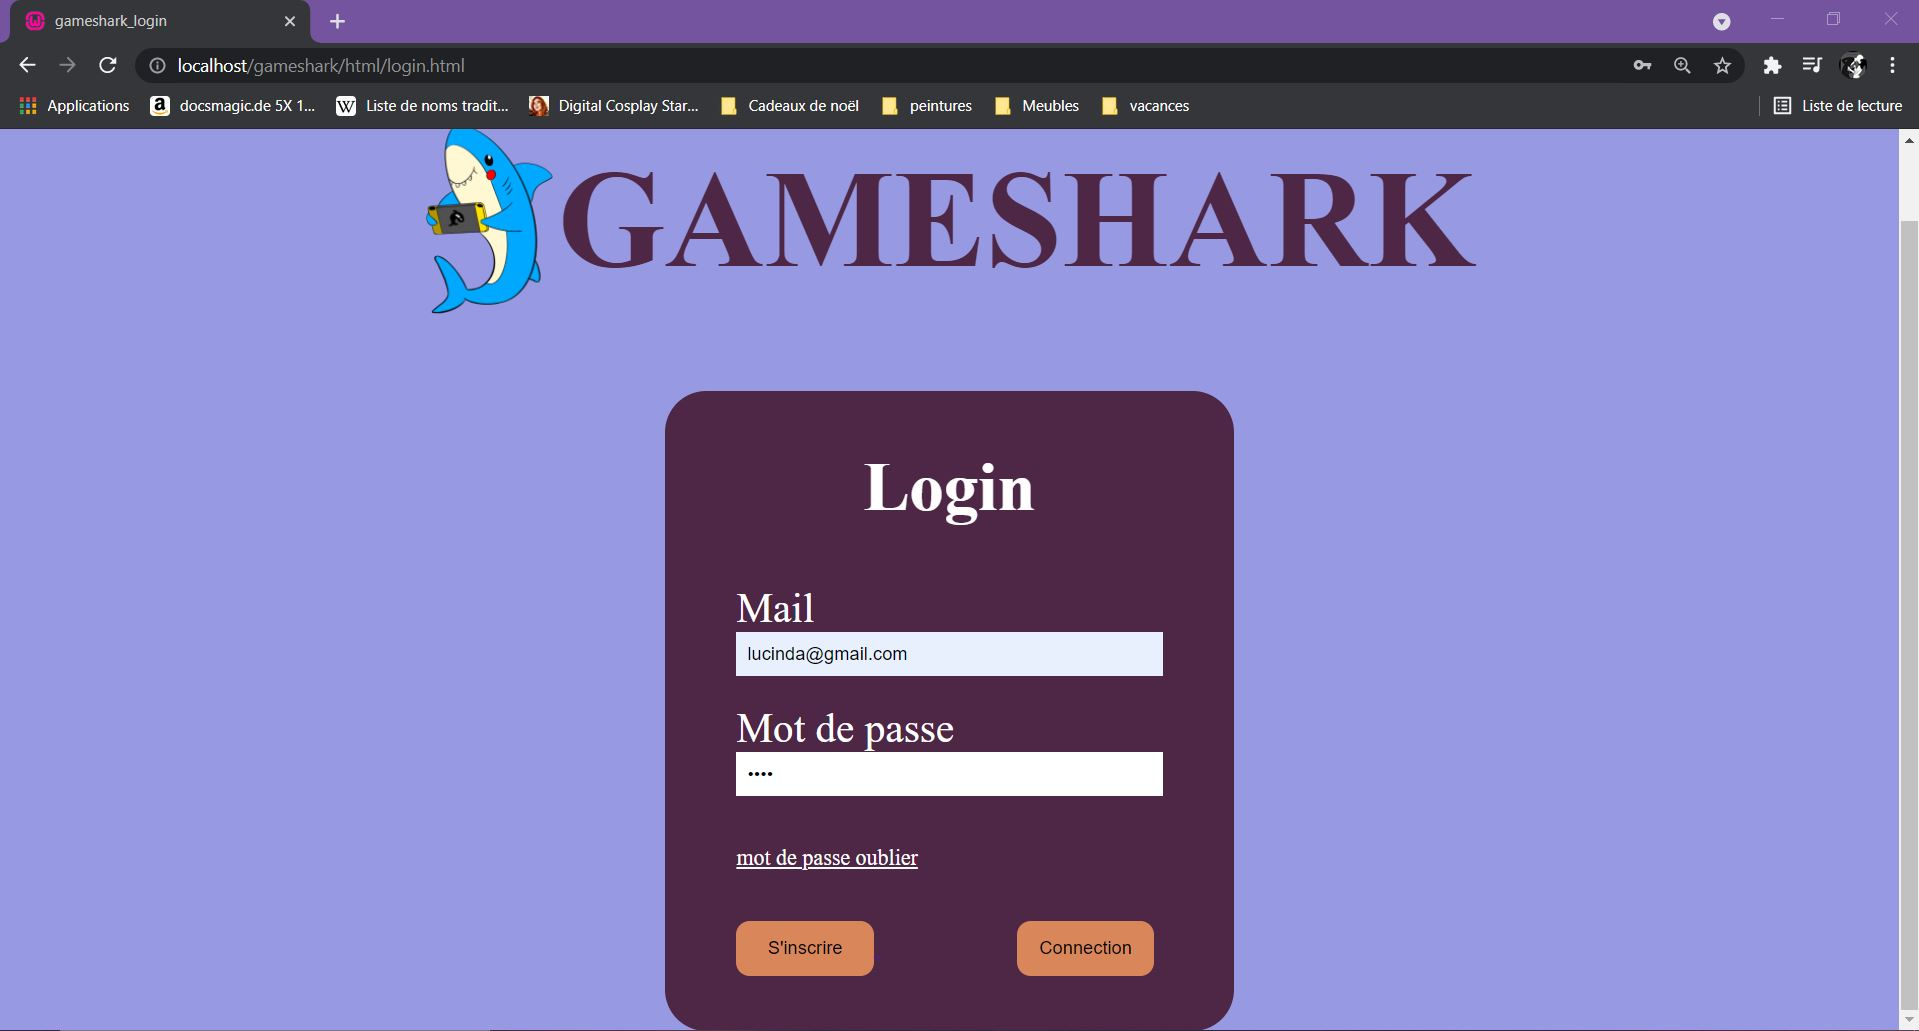 gameshark_login
localhost/gameshark/html/login.html
Applications docsmagic.de 5X 1... Liste de noms tradit... Digital Cosplay Star... Cadeaux de noël peintures Meubles vacances Liste de lecture
GAMESHARK
Login
Mail
lucinda@gmail.com
Mot de passe
••••
mot de passe oublier
S'inscrire Connection